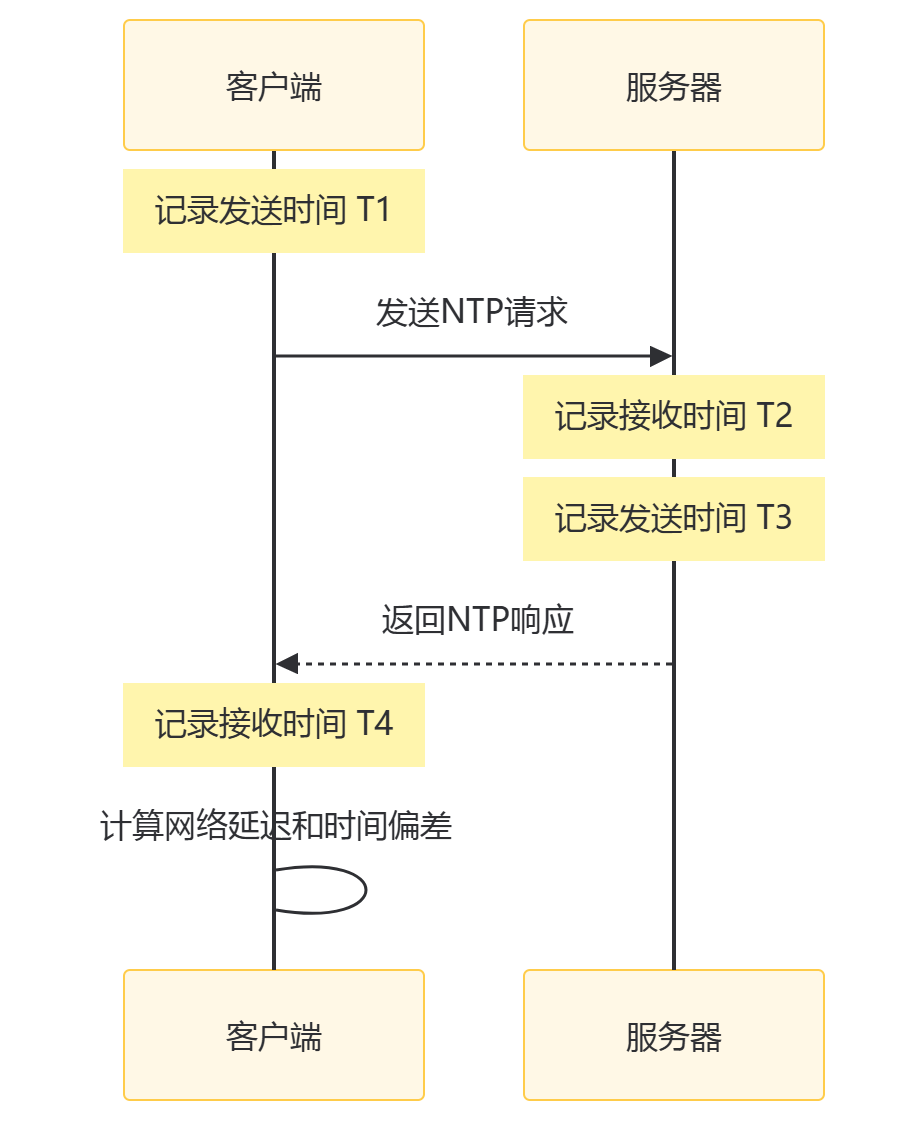 客户端
服务器
记录发送时间 T1
发送NTP请求
记录接收时间 T2
记录发送时间 T3
返回NTP响应
记录接收时间 T4
计算网络延迟和时间偏差
客户端
服务器